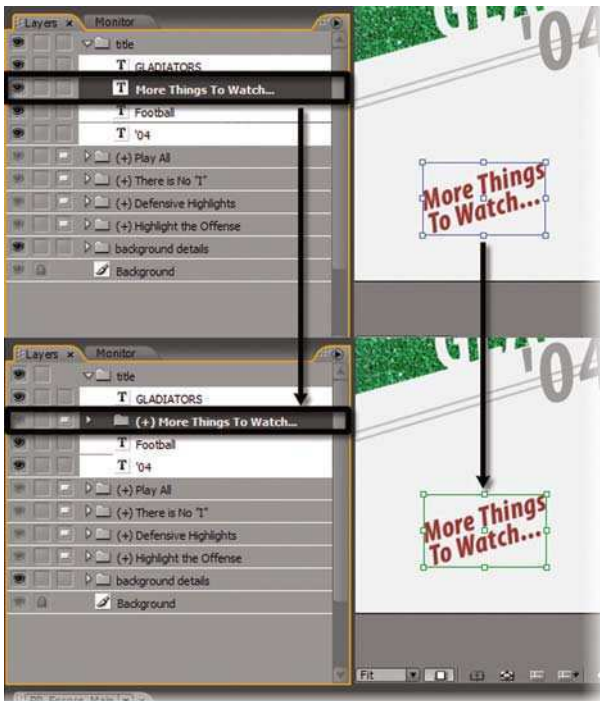 Layers x Monitor
title
T GLADIATORS
T More Things To Watch...
T Football
T '04
(+) Play All
(+) There is No "I"
(+) Defensive Highlights
(+) Highlight the Offense
background details
Background
'04
More Things
To Watch...
Layers x Monitor
title
T GLADIATORS
(+) More Things To Watch...
T Football
T '04
(+) Play All
(+) There is No "I"
(+) Defensive Highlights
(+) Highlight the Offense
background details
Background
'04
More Things
To Watch...
Fit